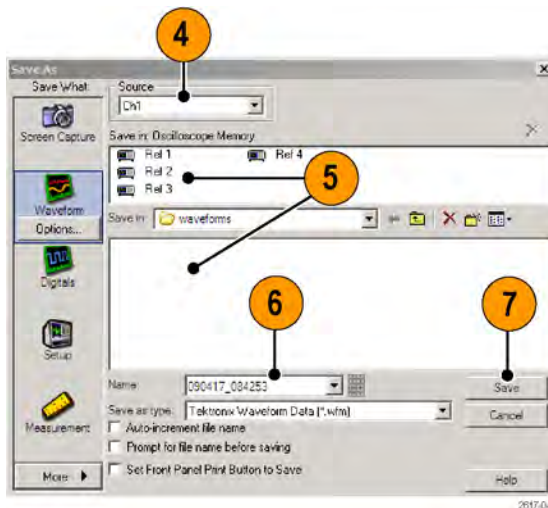 4
Save As
Save What:
Source
Ch1
Screen Capture
Save in: Oscilloscope Memory
Ref 1
Ref 4
Ref 2
Ref 3
5
Waveform
Options...
Save in:
waveforms
Digitals
6
7
Setup
Name:
090417_084253
Save
Save as type:
Tektronix Waveform Data (*.wfm)
Cancel
Measurement
Auto-increment file name
Prompt for file name before saving
Set Front Panel Print Button to Save
More
Help